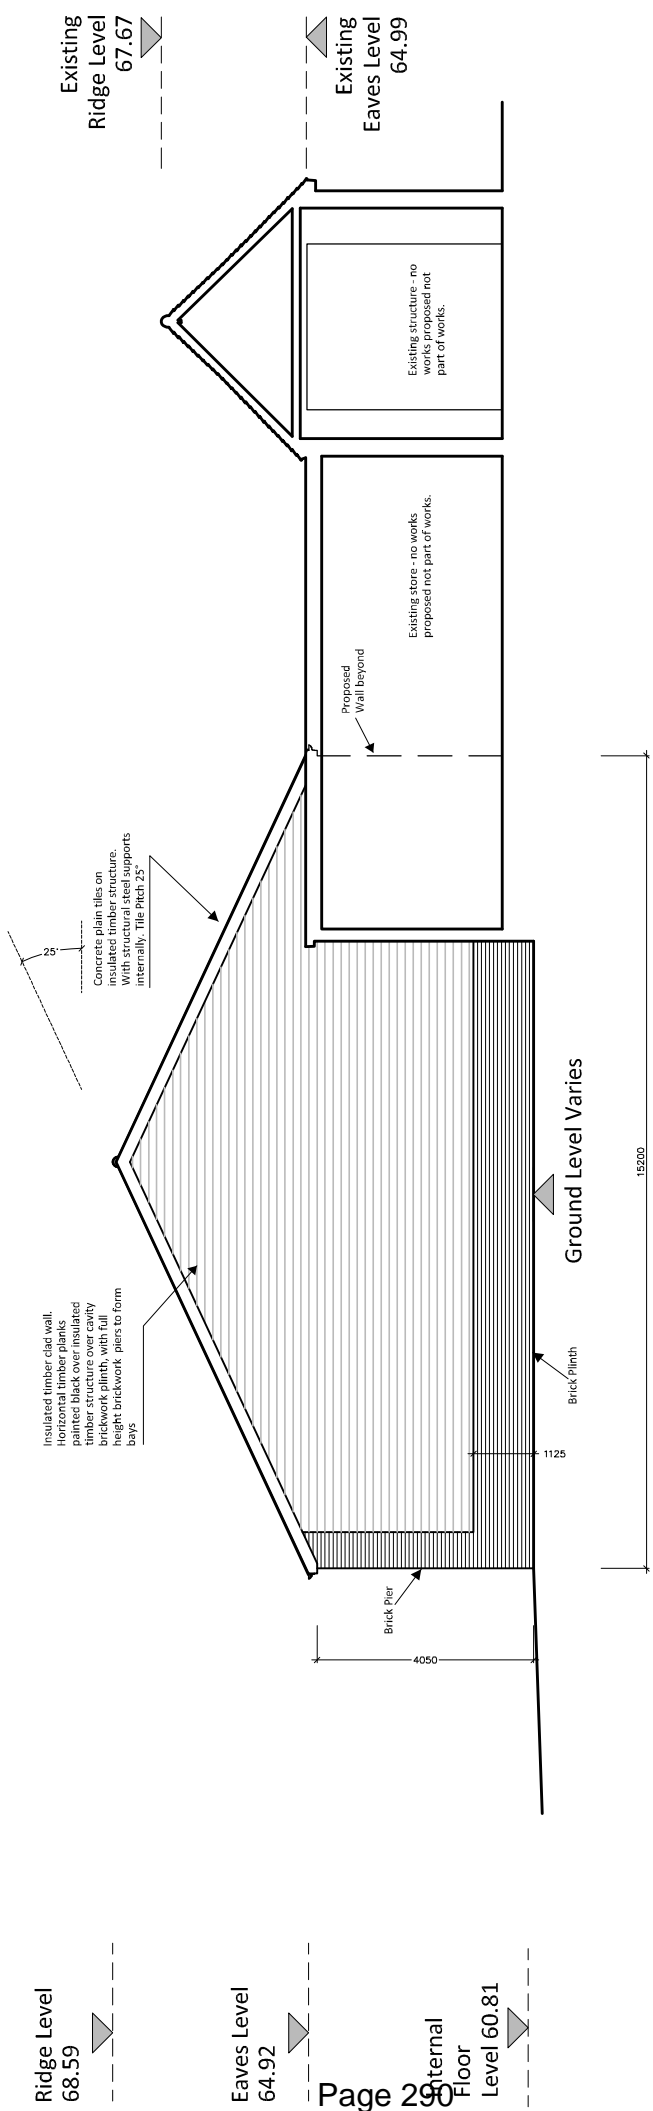 Existing
Ridge Level
67.67
Existing
Eaves Level
64.99
Existing structure - no
works proposed not
part of works.
Existing store - no works
proposed not part of works.
Proposed
Wall beyond
Concrete plain tiles on
insulated timber structure.
With structural steel supports
internally. Tile Pitch 25°
25°
Insulated timber clad wall.
Horizontal timber planks
painted black over insulated
timber structure over cavity
brickwork plinth, with full
height brickwork piers to form
bays
Ground Level Varies
15200
Brick Plinth
1125
Brick Pier
4050
Ridge Level
68.59
Eaves Level
64.92
Internal
Floor
Level 60.81
Page 290